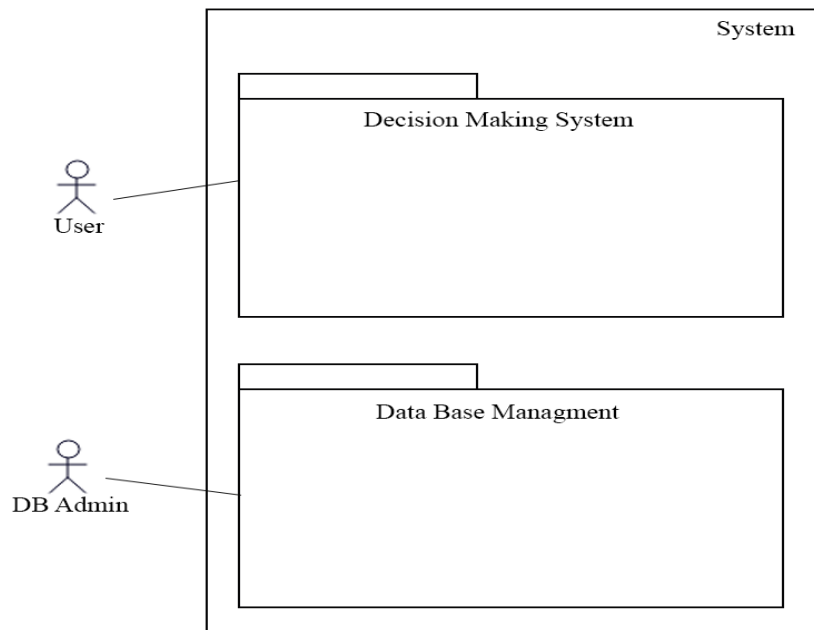 System
Decision Making System
User
Data Base Managment
DB Admin